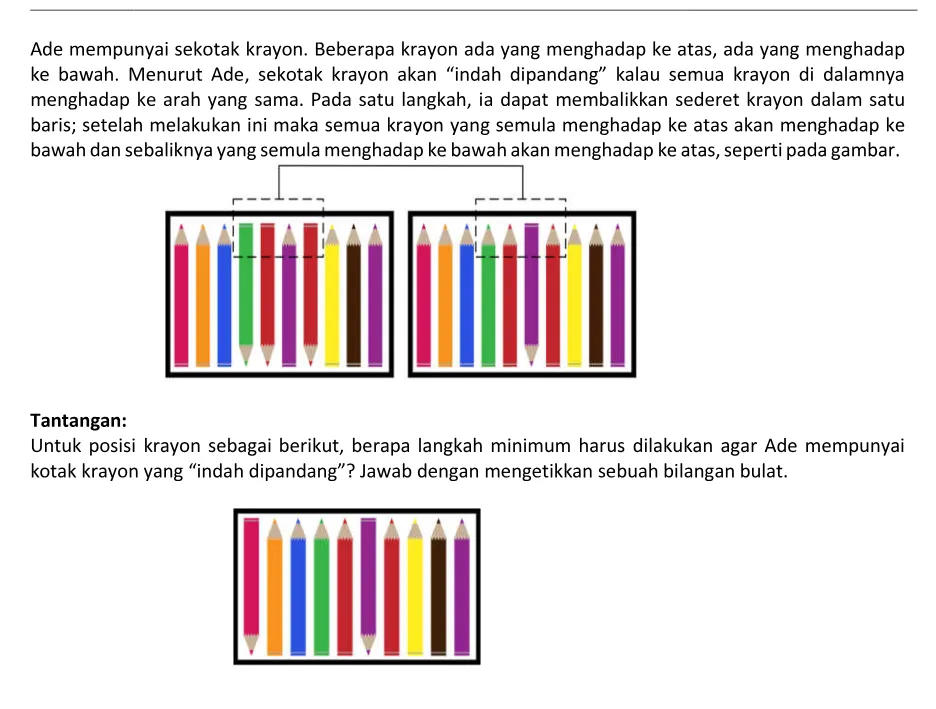 Ade mempunyai sekotak krayon. Beberapa krayon ada yang menghadap ke atas, ada yang menghadap
ke bawah. Menurut Ade, sekotak krayon akan “indah dipandang” kalau semua krayon di dalamnya
menghadap ke arah yang sama. Pada satu langkah, ia dapat membalikkan sederet krayon dalam satu
baris; setelah melakukan ini maka semua krayon yang semula menghadap ke atas akan menghadap ke
bawah dan sebaliknya yang semula menghadap ke bawah akan menghadap ke atas, seperti pada gambar.
Tantangan:
Untuk posisi krayon sebagai berikut, berapa langkah minimum harus dilakukan agar Ade mempunyai
kotak krayon yang “indah dipandang”? Jawab dengan mengetikkan sebuah bilangan bulat.